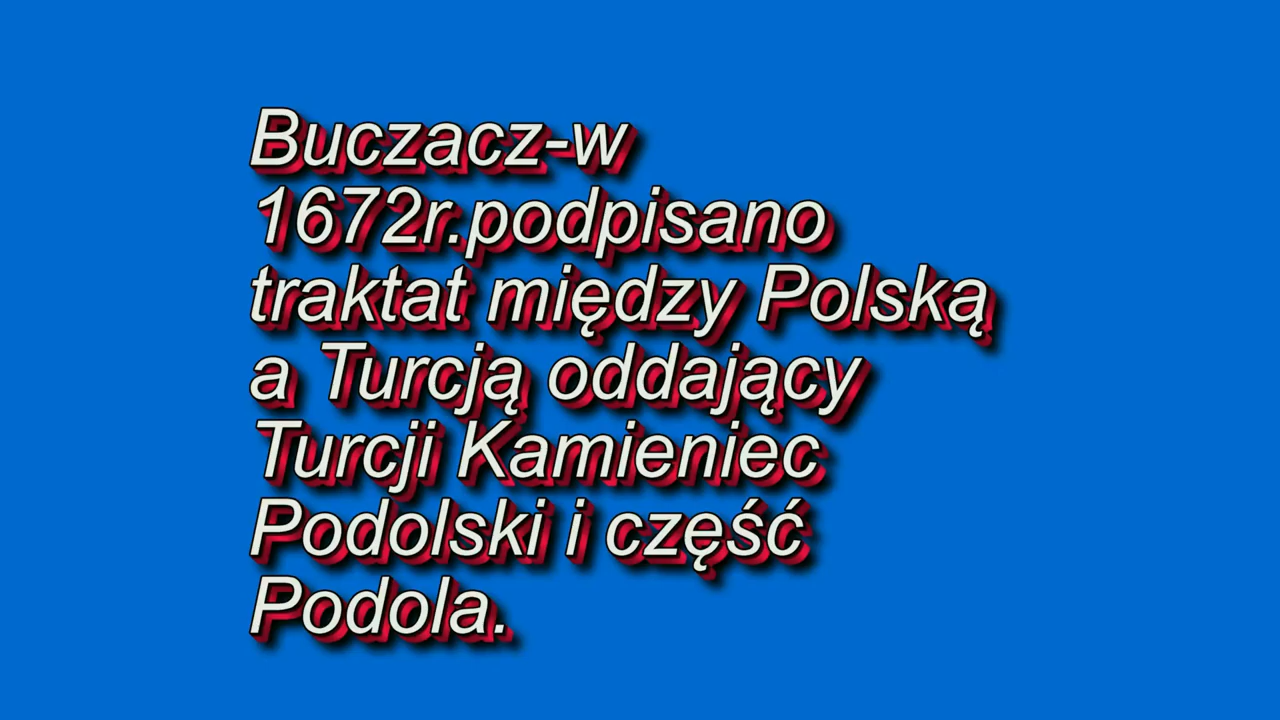 Buczacz-w
1672r.podpisano
traktat między Polską
a Turcją oddający
Turcji Kamieniec
Podolski i część
Podola.